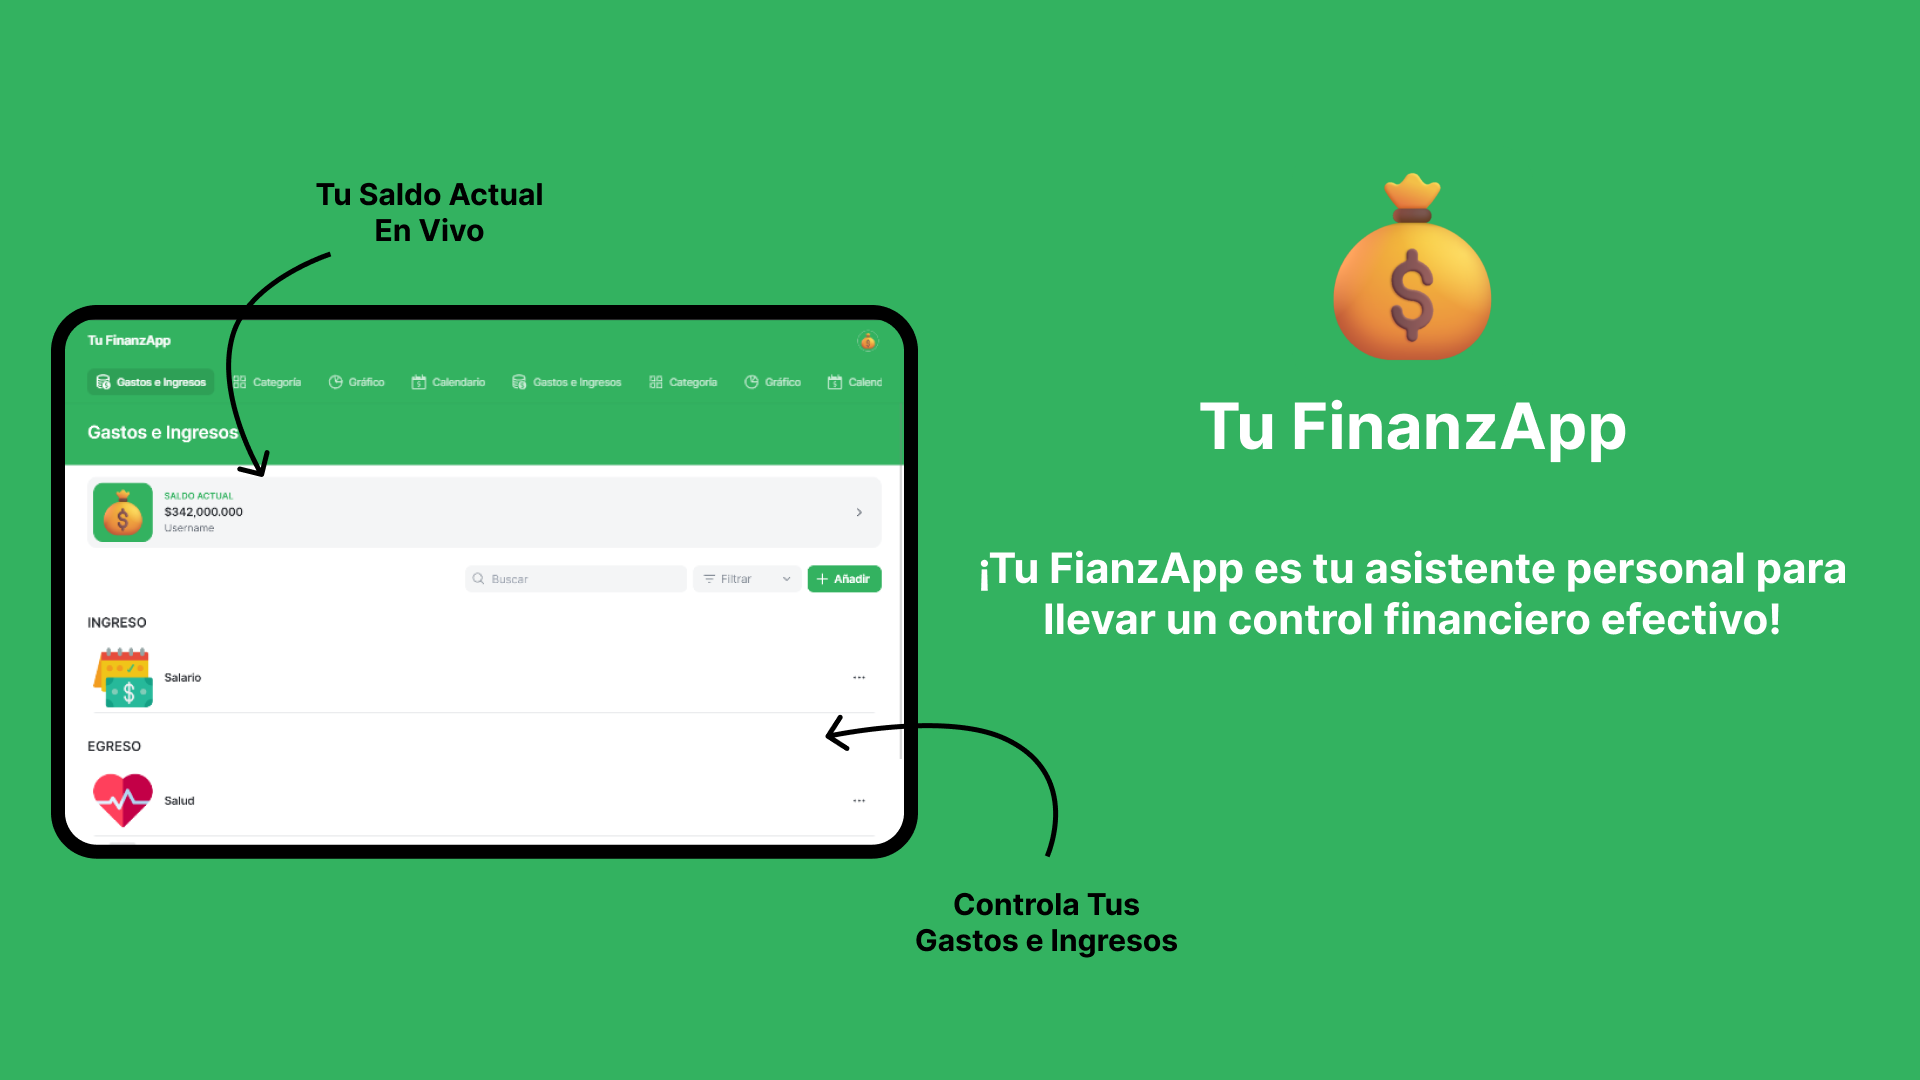 Tu Saldo Actual
En Vivo
Tu FinanzApp
Gastos e Ingresos Categoría Gráfico Calendario Gastos e Ingresos Categoría Gráfico Calend
Gastos e Ingresos
SALDO ACTUAL
$342,000.000
Username
Buscar Filtrar Añadir
INGRESO
Salario
EGRESO
Salud
$
Tu FinanzApp
¡Tu FianzApp es tu asistente personal para
llevar un control financiero efectivo!
Controla Tus
Gastos e Ingresos